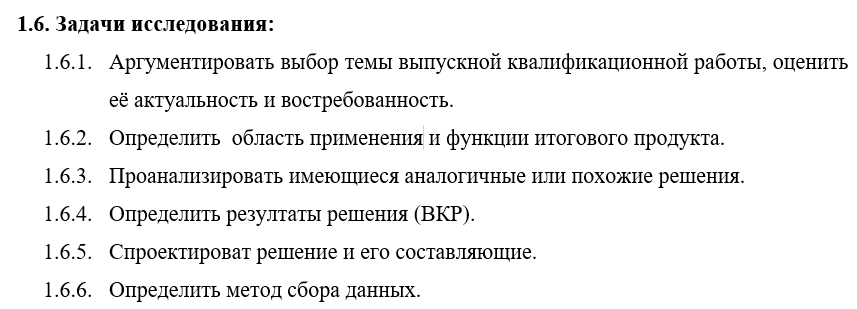 1.6. Задачи исследования:
1.6.1. Аргументировать выбор темы выпускной квалификационной работы, оценить
её актуальность и востребованность.
1.6.2. Определить  область применения и функции итогового продукта.
1.6.3. Проанализировать имеющиеся аналогичные или похожие решения.
1.6.4. Определить резултаты решения (ВКР).
1.6.5. Спроектироват решение и его составляющие.
1.6.6. Определить метод сбора данных.